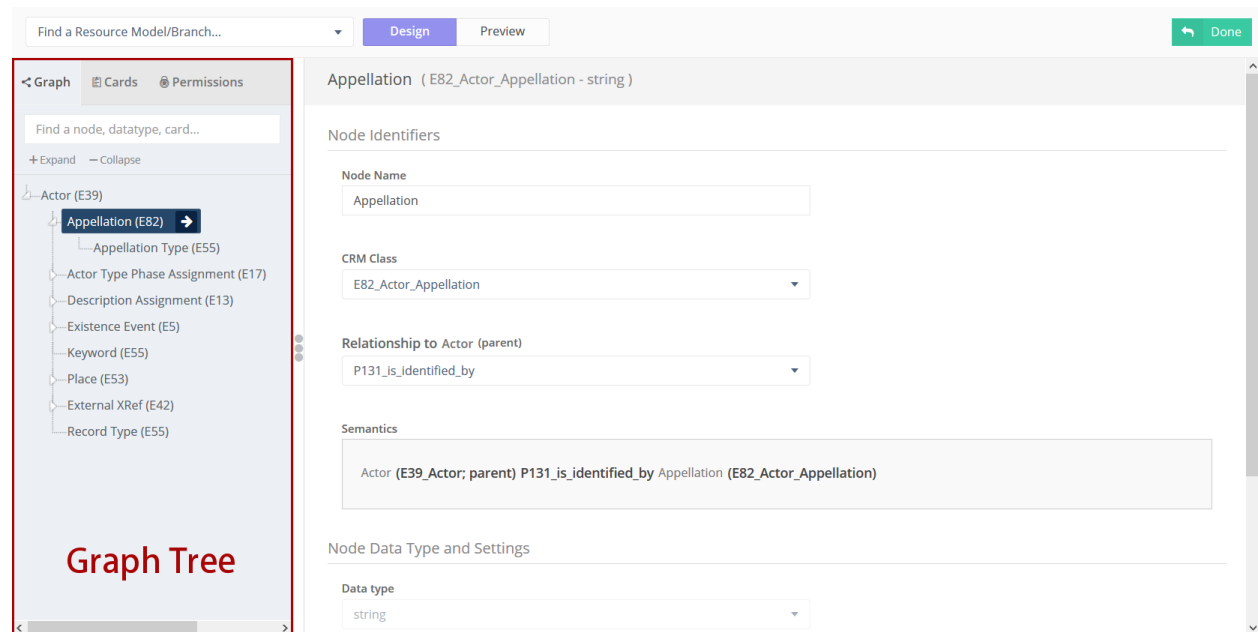 Find a Resource Model/Branch...
Design
Preview
Done
Graph
Cards
Permissions
Find a node, datatype, card...
+ Expand
− Collapse
Actor (E39)
Appellation (E82)
Appellation Type (E55)
Actor Type Phase Assignment (E17)
Description Assignment (E13)
Existence Event (E5)
Keyword (E55)
Place (E53)
External XRef (E42)
Record Type (E55)
Graph Tree
Appellation ( E82_Actor_Appellation - string )
Node Identifiers
Node Name
Appellation
CRM Class
E82_Actor_Appellation
Relationship to Actor (parent)
P131_is_identified_by
Semantics
Actor (E39_Actor; parent) P131_is_identified_by Appellation (E82_Actor_Appellation)
Node Data Type and Settings
Data type
string